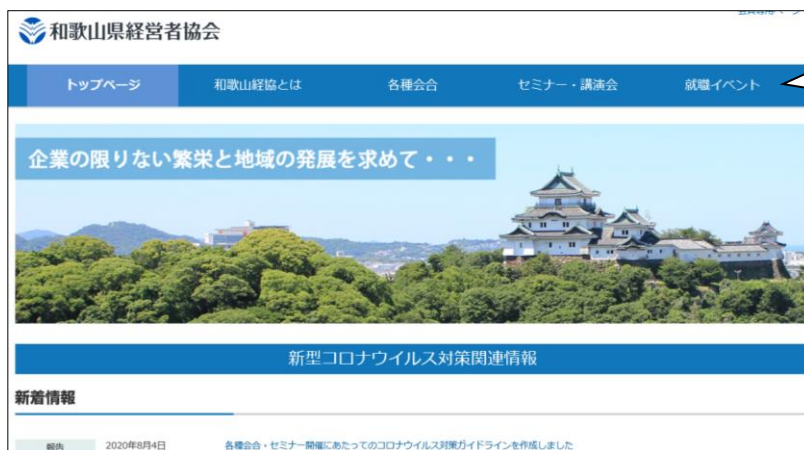 和歌山県経営者協会
トップページ
和歌山経協とは
各種会合
セミナー・講演会
就職イベント
企業の限りない繁栄と地域の発展を求めて・・・
新型コロナウイルス対策関連情報
新着情報
報告
2020年8月4日
各種会合・セミナー開催にあたってのコロナウイルス対策ガイドラインを作成しました